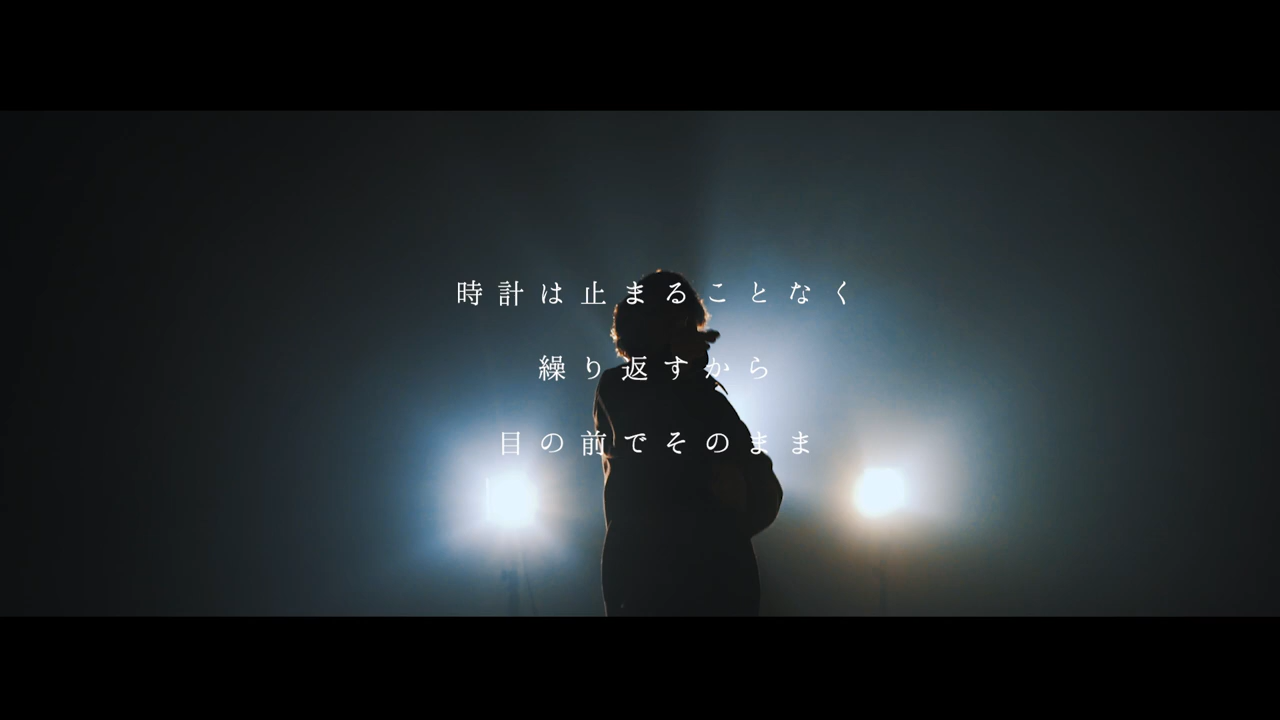 時計は止まることなく
繰り返すから
目の前でそのまま